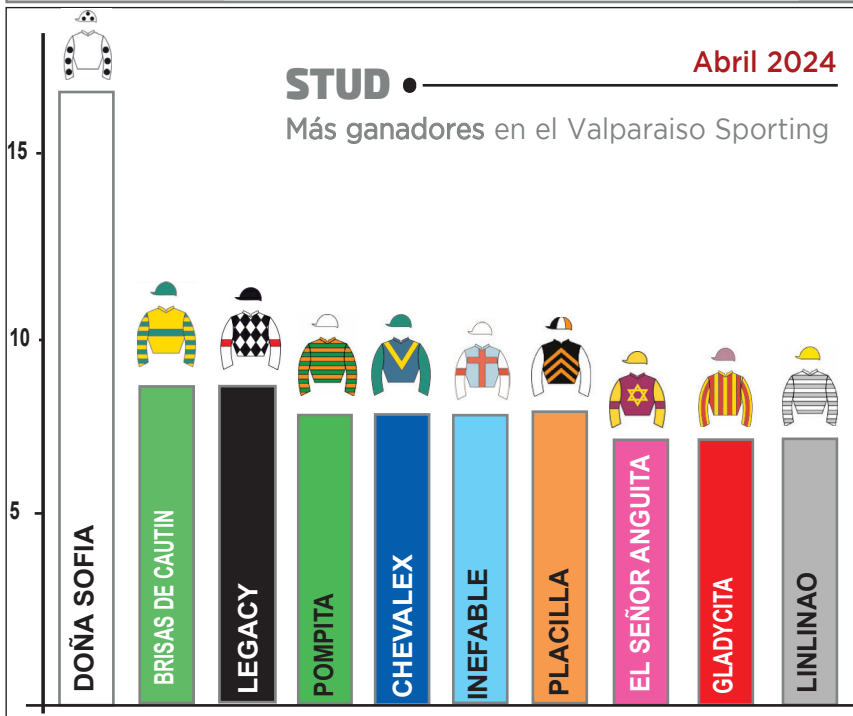 Abril 2024
STUD
Más ganadores en el Valparaiso Sporting
15
10
5
DOÑA SOFIA
BRISAS DE CAUTIN
LEGACY
POMPITA
CHEVALEX
INEFABLE
PLACILLA
EL SEÑOR ANGUITA
GLADYCITA
LINLINAO